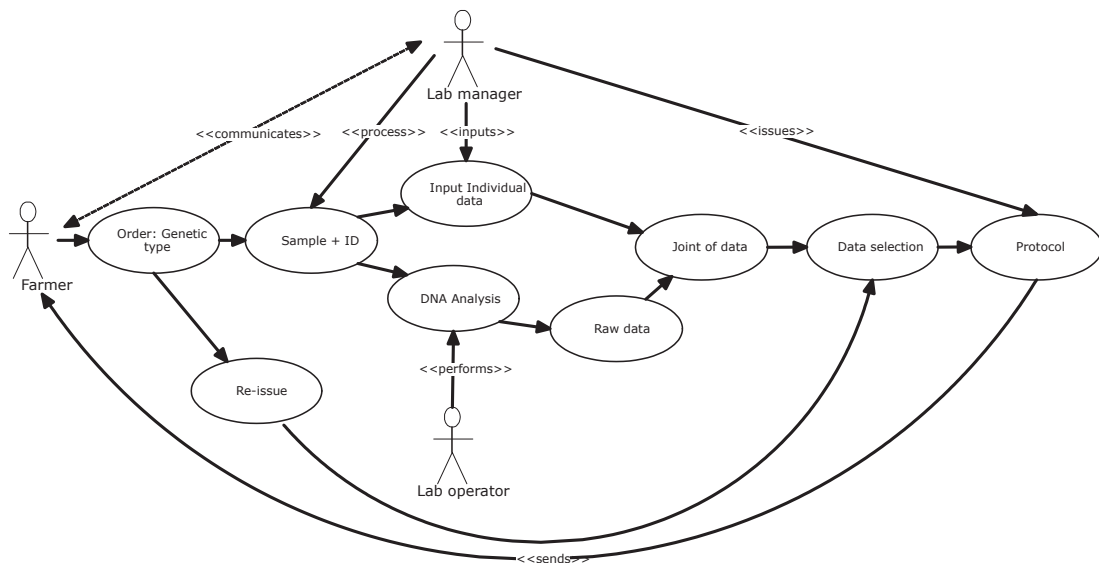 Lab manager
<<communicates>>
<<process>>
<<inputs>>
<<issues>>
Input Individual
data
Order: Genetic
type
Sample + ID
Joint of data
Data selection
Protocol
Farmer
DNA Analysis
Raw data
<<performs>>
Re-issue
Lab operator
<<sends>>